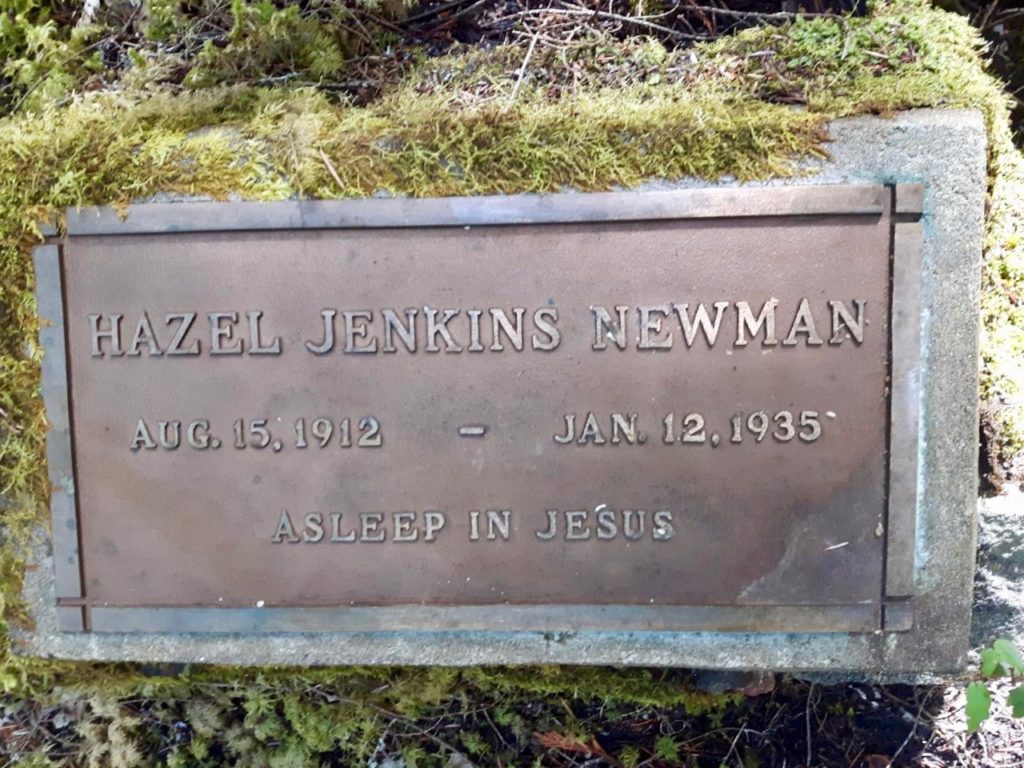 HAZEL JENKINS NEWMAN
AUG. 15, 1912 - JAN. 12, 1935
ASLEEP IN JESUS